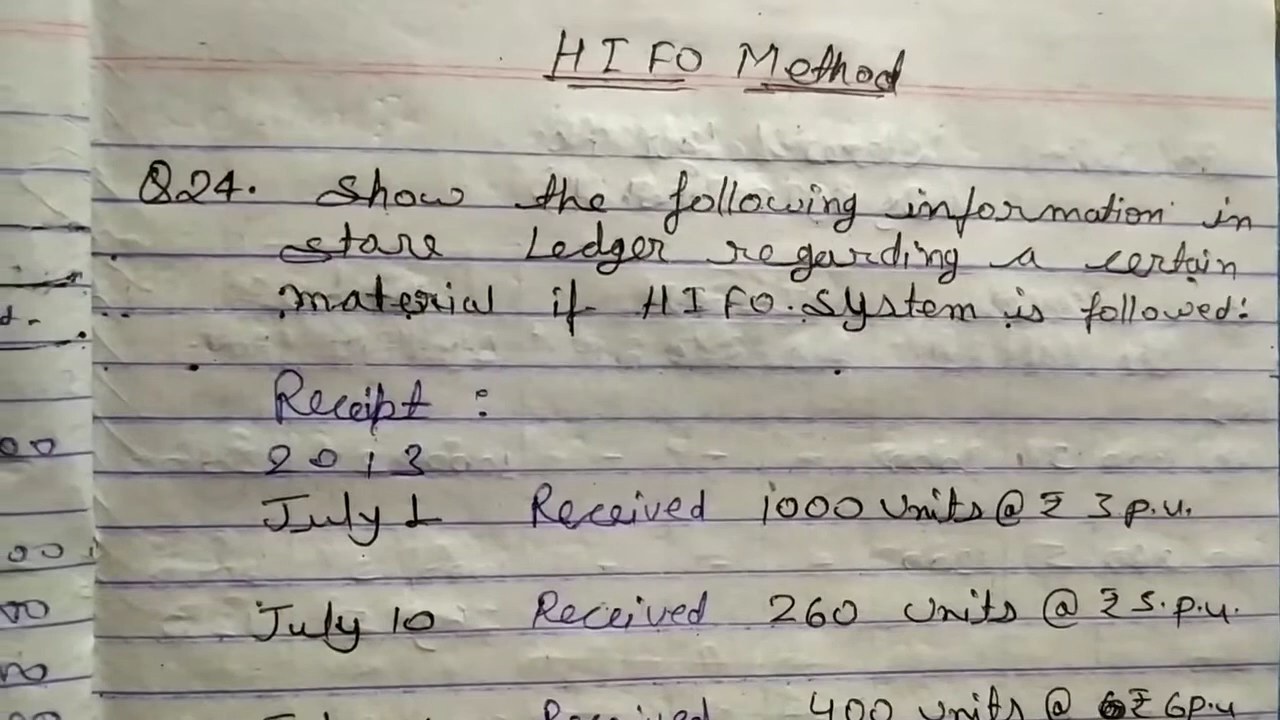 HIFO Method
Q24. Show the following information in
store Ledger regarding a certain
material if HIFO. System is followed:
Receipt :
2013
July 1 Received 1000 Units @ ₹ 3 p.u.
July 10 Received 260 Units @ ₹ 5. p.u.
Received 400 units @ ₹ 6 p.u